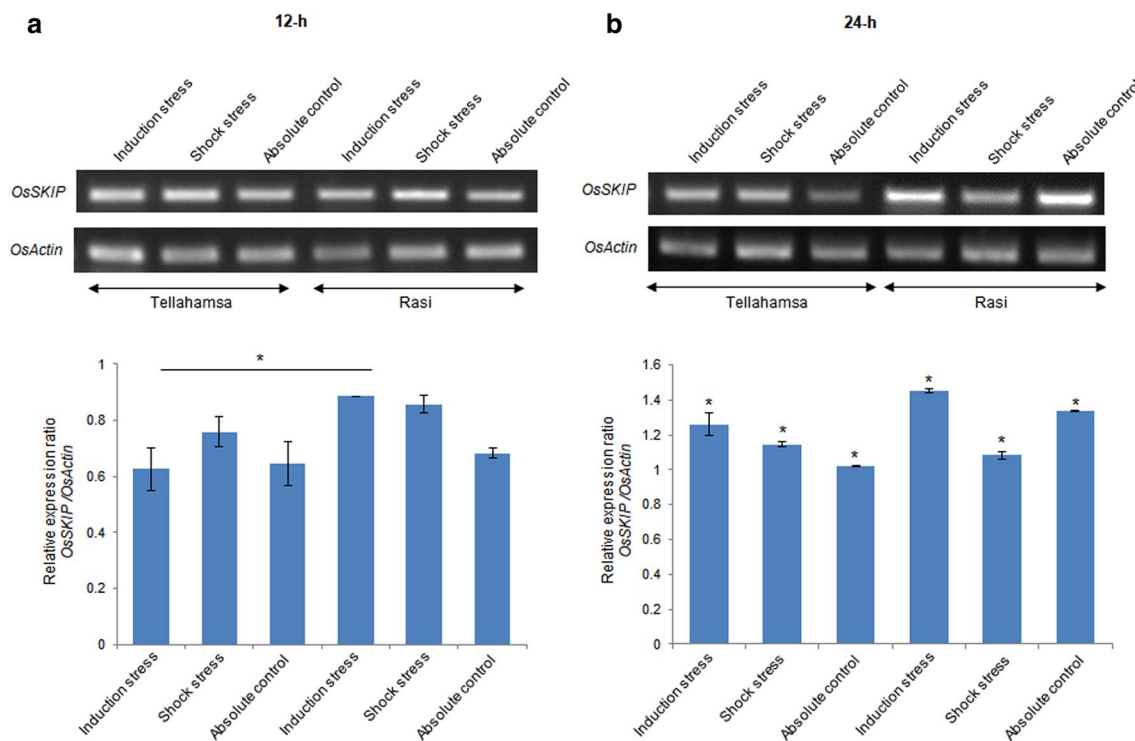 a
12-h
Induction stress
Shock stress
Absolute control
Induction stress
Shock stress
Absolute control
OsSKIP
OsActin
Tellahamsa
Rasi
*
1
0.8
0.6
0.4
0.2
0
Relative expression ratio
OsSKIP /OsActin
Induction stress
Shock stress
Absolute control
Induction stress
Shock stress
Absolute control
b
24-h
Induction stress
Shock stress
Absolute control
Induction stress
Shock stress
Absolute control
OsSKIP
OsActin
Tellahamsa
Rasi
1.6
1.4
1.2
1
0.8
0.6
0.4
0.2
0
Relative expression ratio
OsSKIP /OsActin
*
*
*
*
*
*
Induction stress
Shock stress
Absolute control
Induction stress
Shock stress
Absolute control